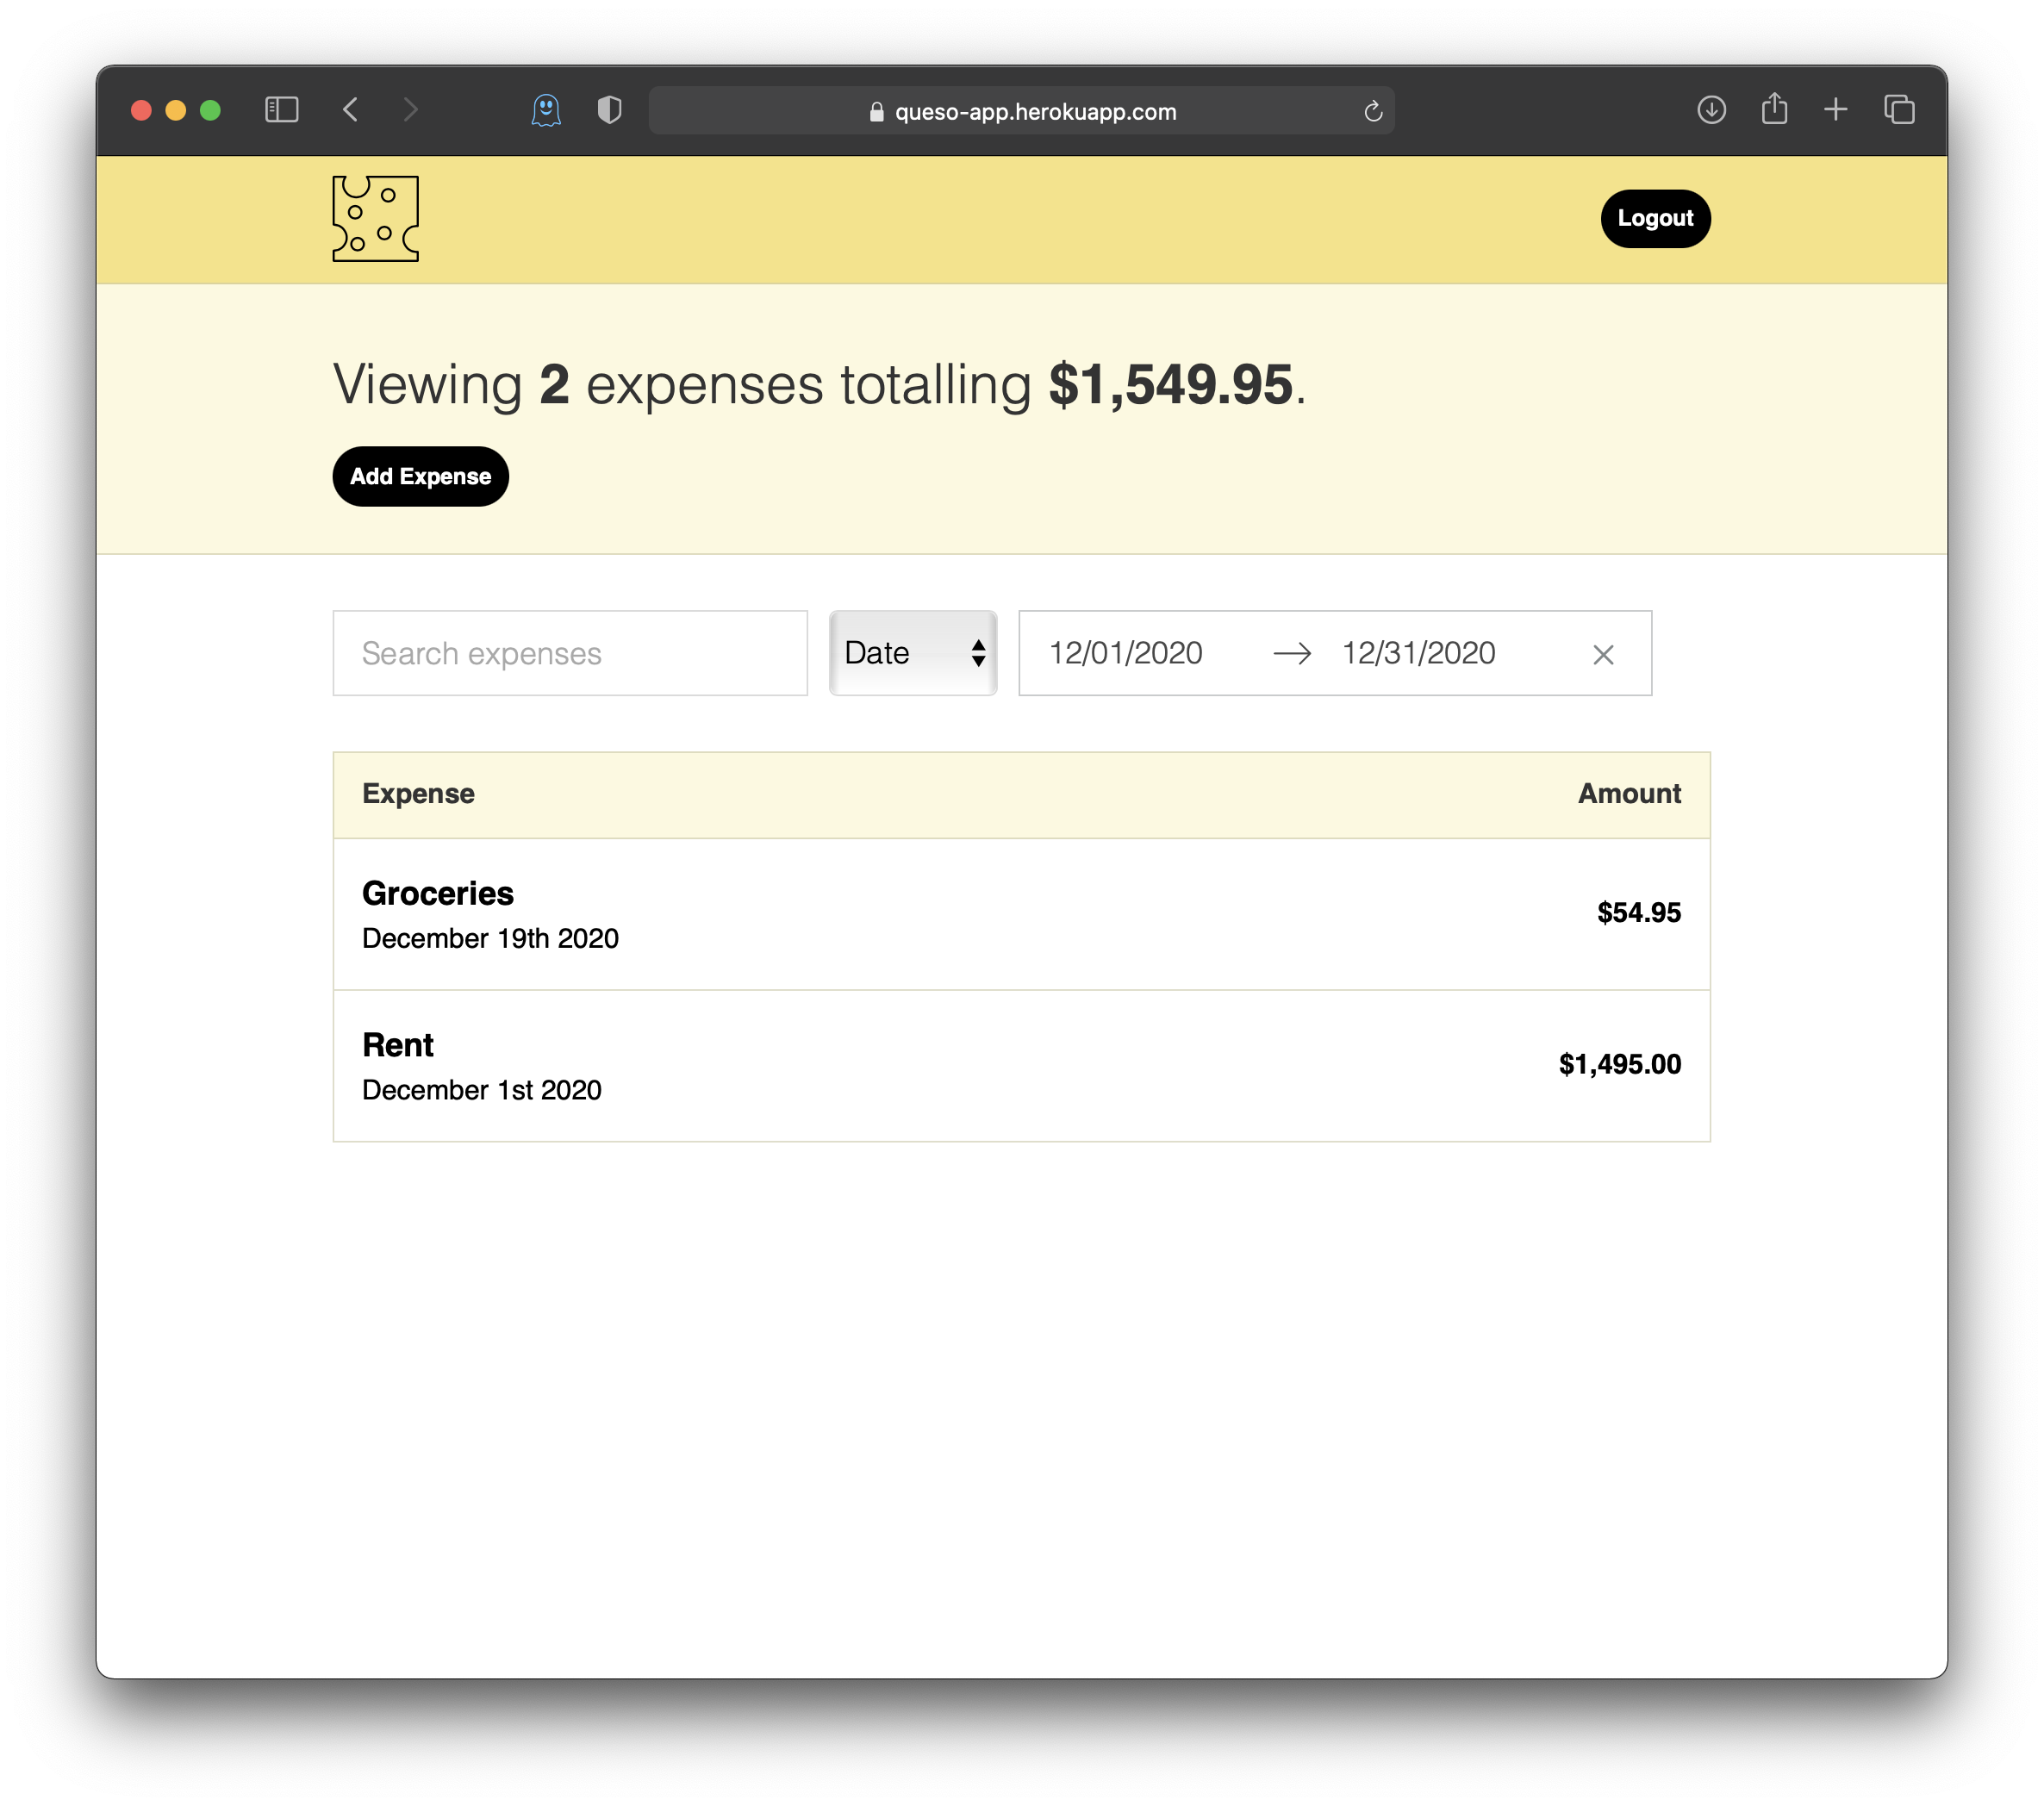 queso-app.herokuapp.com
Logout
Viewing 2 expenses totalling $1,549.95.
Add Expense
Search expenses Date 12/01/2020 → 12/31/2020
Expense Amount
Groceries
$54.95
December 19th 2020
Rent
$1,495.00
December 1st 2020